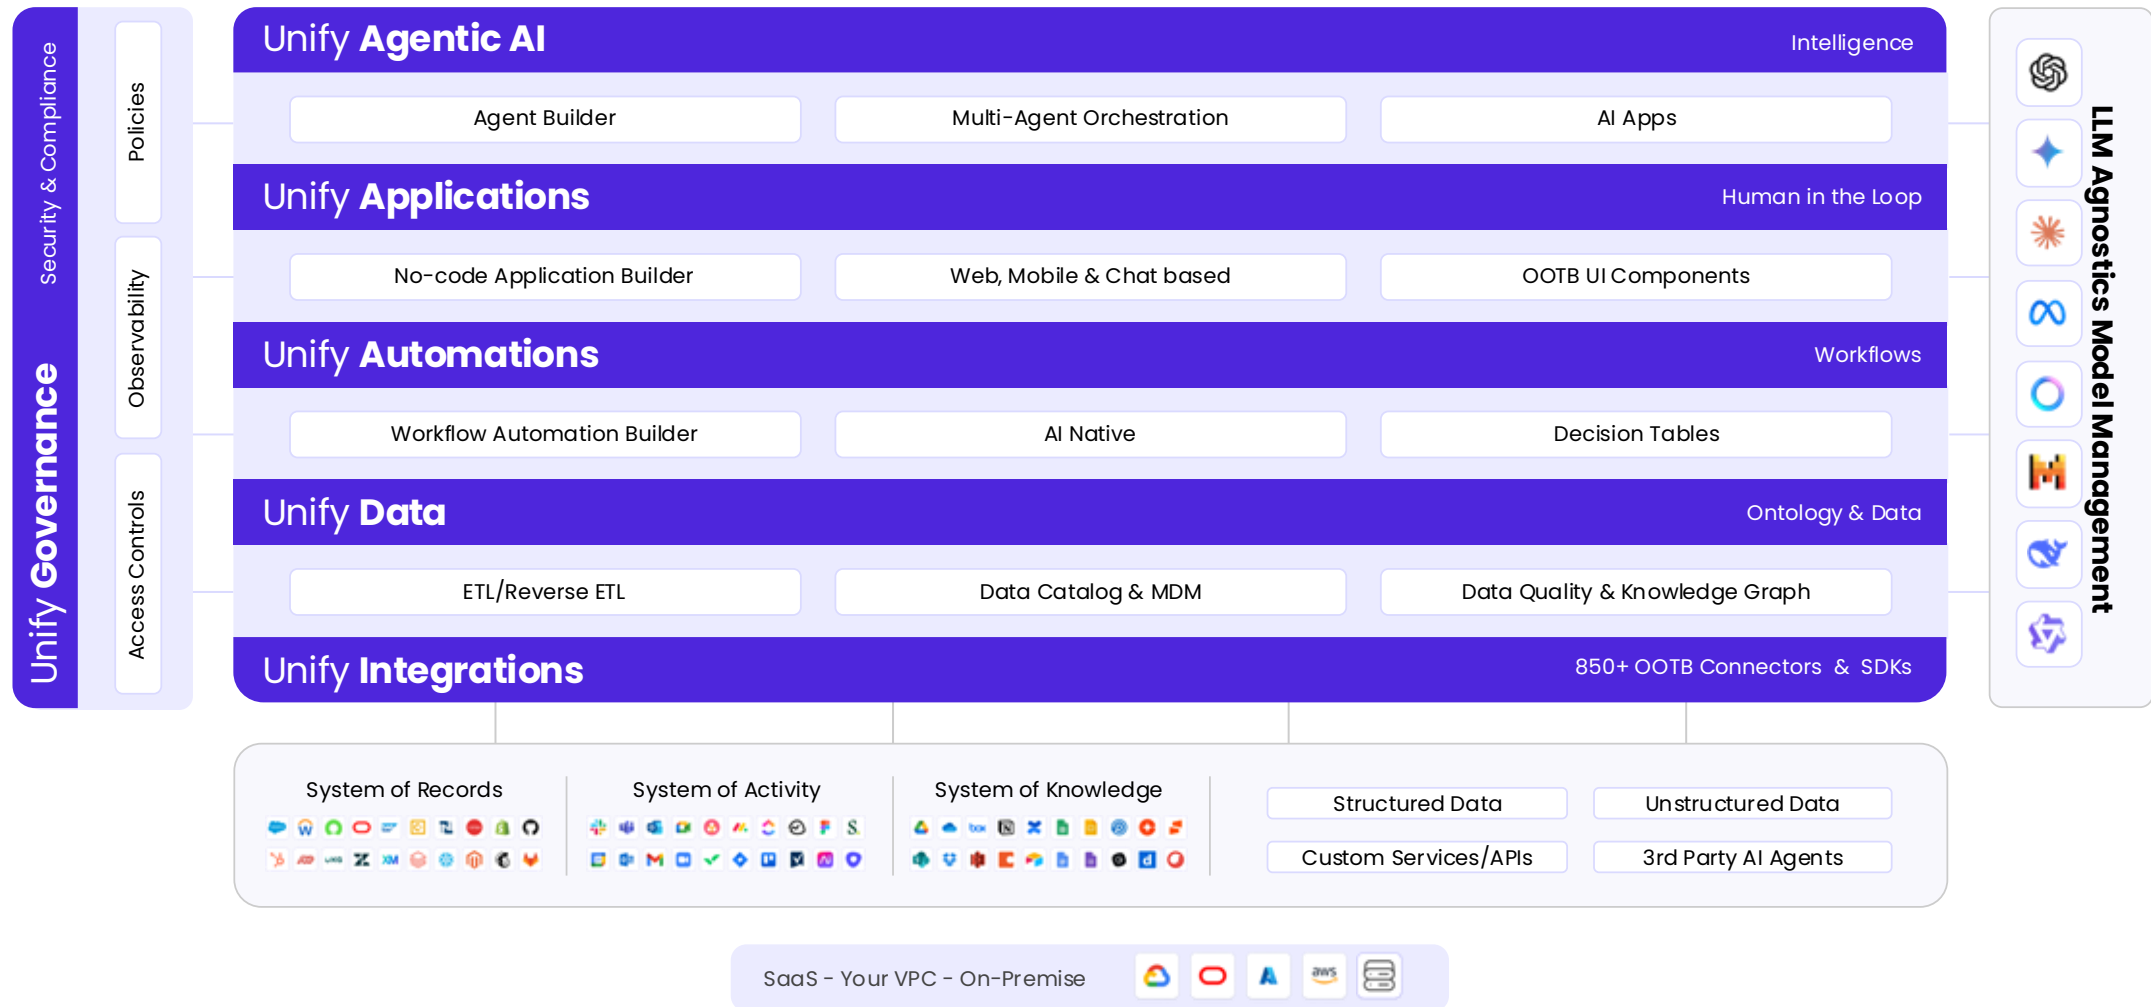 Unify Governance
Security & Compliance
Policies
Observability
Access Controls
Unify Agentic AI
Intelligence
Agent Builder
Multi-Agent Orchestration
AI Apps
Unify Applications
Human in the Loop
No-code Application Builder
Web, Mobile & Chat based
OOTB UI Components
Unify Automations
Workflows
Workflow Automation Builder
AI Native
Decision Tables
Unify Data
Ontology & Data
ETL/Reverse ETL
Data Catalog & MDM
Data Quality & Knowledge Graph
Unify Integrations
850+ OOTB Connectors & SDKs
LLM Agnostics Model Management
System of Records
System of Activity
System of Knowledge
Structured Data
Unstructured Data
Custom Services/APIs
3rd Party AI Agents
box
SaaS - Your VPC - On-Premise
aws